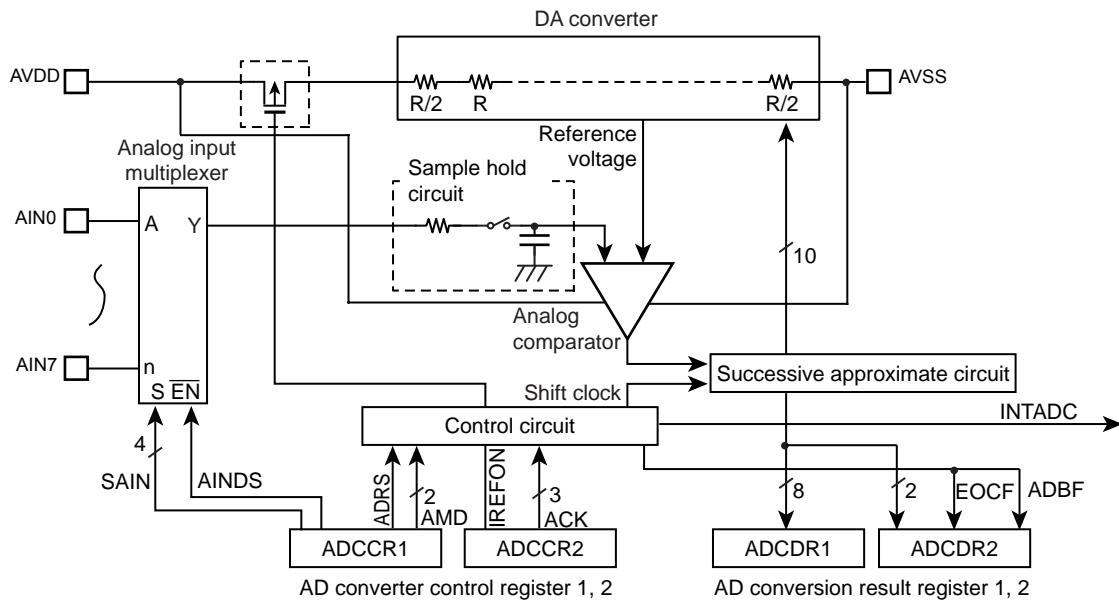 DA converter
AVDD
AVSS
R/2
R
R/2
Analog input
multiplexer
Reference
voltage
Sample hold
circuit
AIN0
A
Y
10
Analog
comparator
AIN7
n
S EN
Successive approximate circuit
Shift clock
INTADC
Control circuit
4
SAIN
AINDS
ADRS
2
AMD
IREFON
3
ACK
8
2
EOCF
ADBF
ADCCR1
ADCCR2
ADCDR1
ADCDR2
AD converter control register 1, 2
AD conversion result register 1, 2